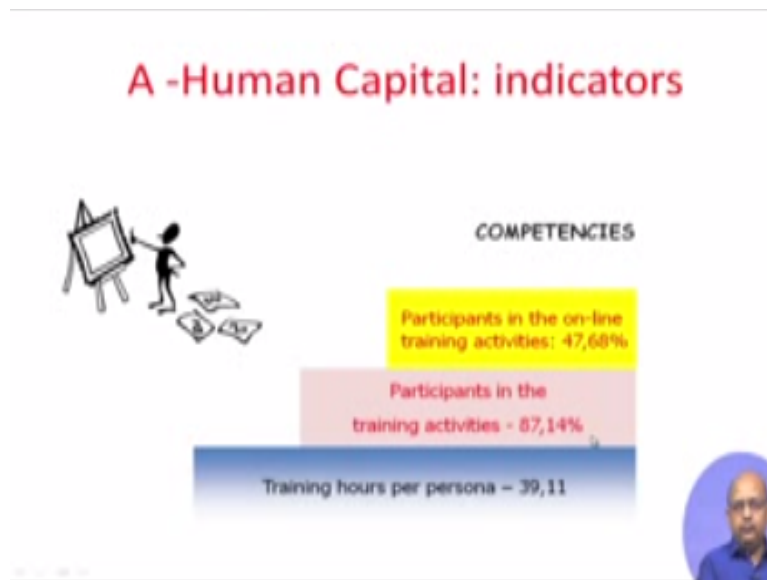 A -Human Capital: indicators
COMPETENCIES
Participants in the on-line
training activities: 47,68%
Participants in the
training activities - 87,14%
Training hours per persona – 39,11